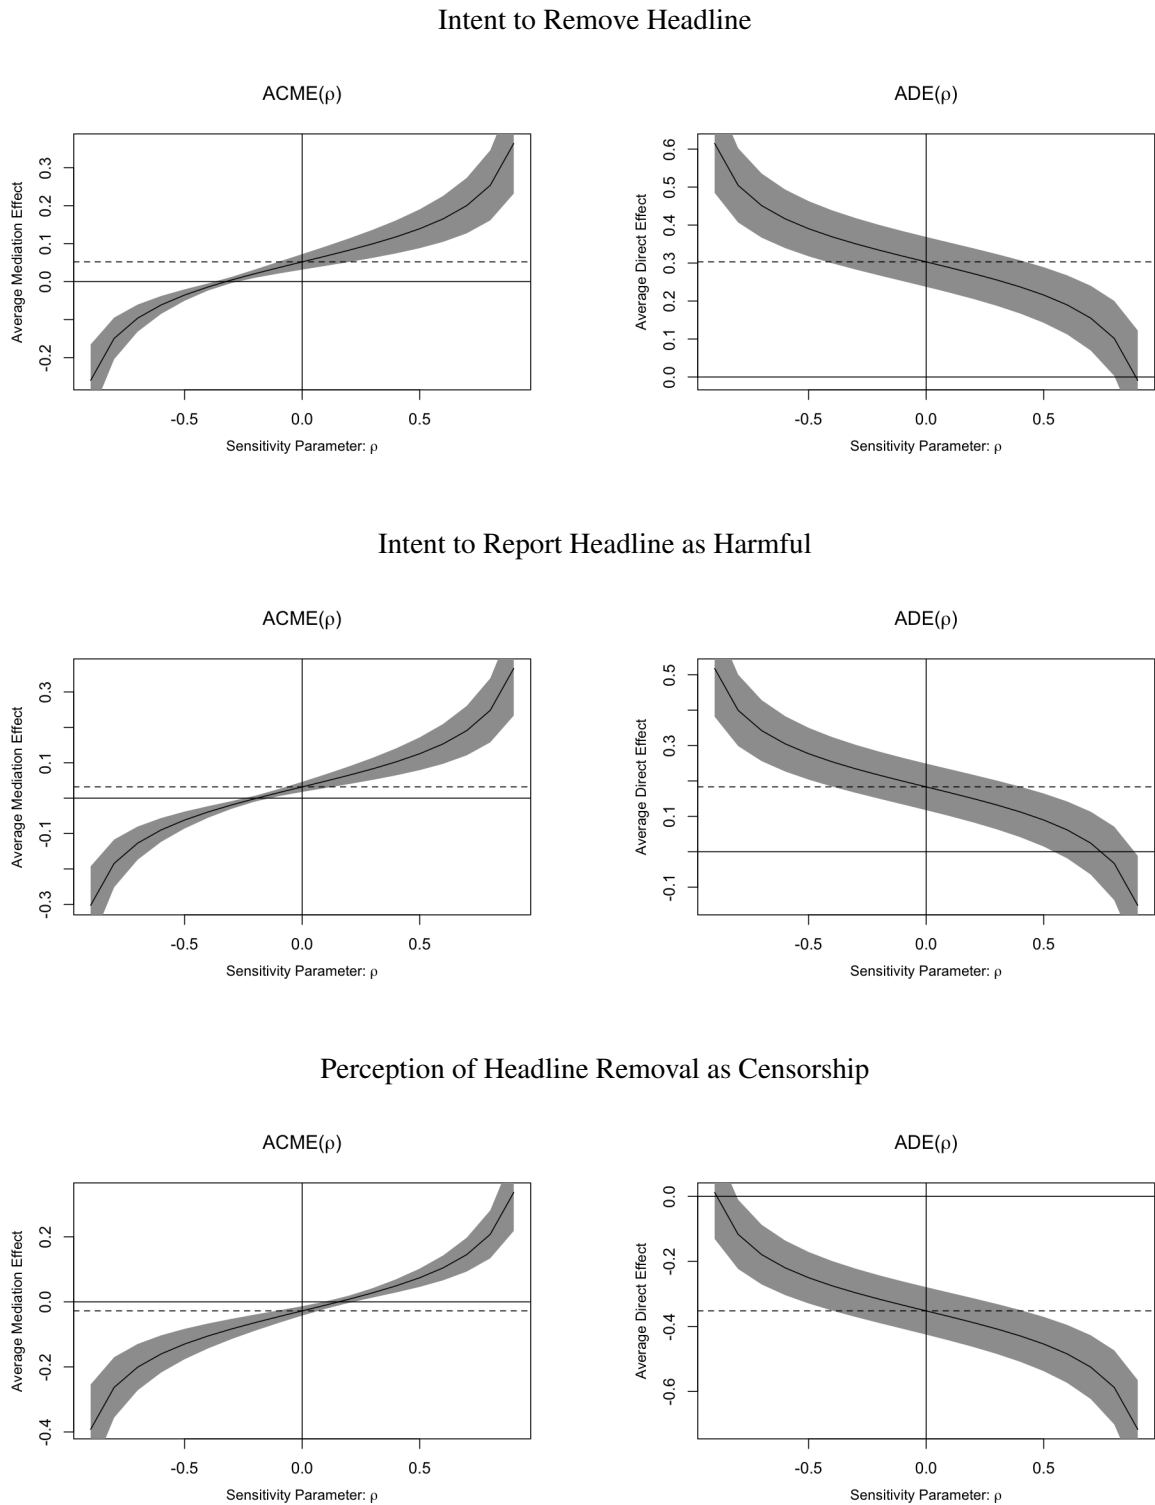 Intent to Remove Headline
ACME(ρ)
ADE(ρ)
Average Mediation Effect
-0.2
0.0
0.1
0.2
0.3
-0.5
0.0
0.5
Sensitivity Parameter: ρ
Average Direct Effect
0.0
0.1
0.2
0.3
0.4
0.5
0.6
-0.5
0.0
0.5
Sensitivity Parameter: ρ
Intent to Report Headline as Harmful
ACME(ρ)
ADE(ρ)
Average Mediation Effect
-0.3
-0.1
0.1
0.3
-0.5
0.0
0.5
Sensitivity Parameter: ρ
Average Direct Effect
-0.1
0.1
0.3
0.5
-0.5
0.0
0.5
Sensitivity Parameter: ρ
Perception of Headline Removal as Censorship
ACME(ρ)
ADE(ρ)
Average Mediation Effect
-0.4
-0.2
0.0
0.2
-0.5
0.0
0.5
Sensitivity Parameter: ρ
Average Direct Effect
-0.6
-0.4
-0.2
0.0
-0.5
0.0
0.5
Sensitivity Parameter: ρ